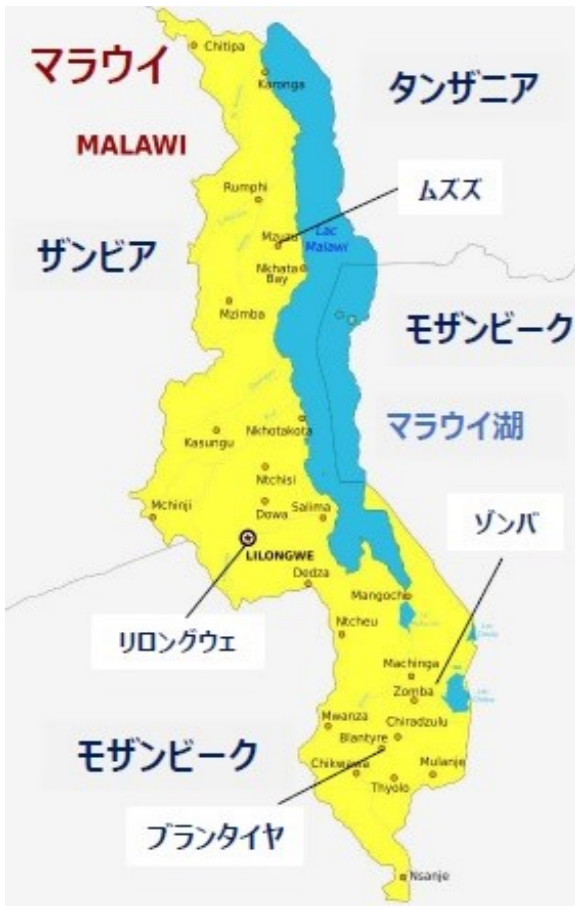 マラウイ
Chitipa
Karonga
タンザニア
MALAWI
Rumphi
ムズズ
Mzuzu
Lac
Malawi
ザンビア
Nkhata
Bay
Mzimba
モザンビーク
マラウイ湖
Nkhotakota
Kasungu
Ntchisi
Mchinji
Dowa
Salima
ゾンバ
LILONGWE
Dedza
Mangochi
リロングウェ
Ntcheu
Machinga
Zomba
Mwanza
Chiradzulu
Blantyre
モザンビーク
Chikwawa
Mulanje
Thyolo
ブランタイヤ
Nsanje